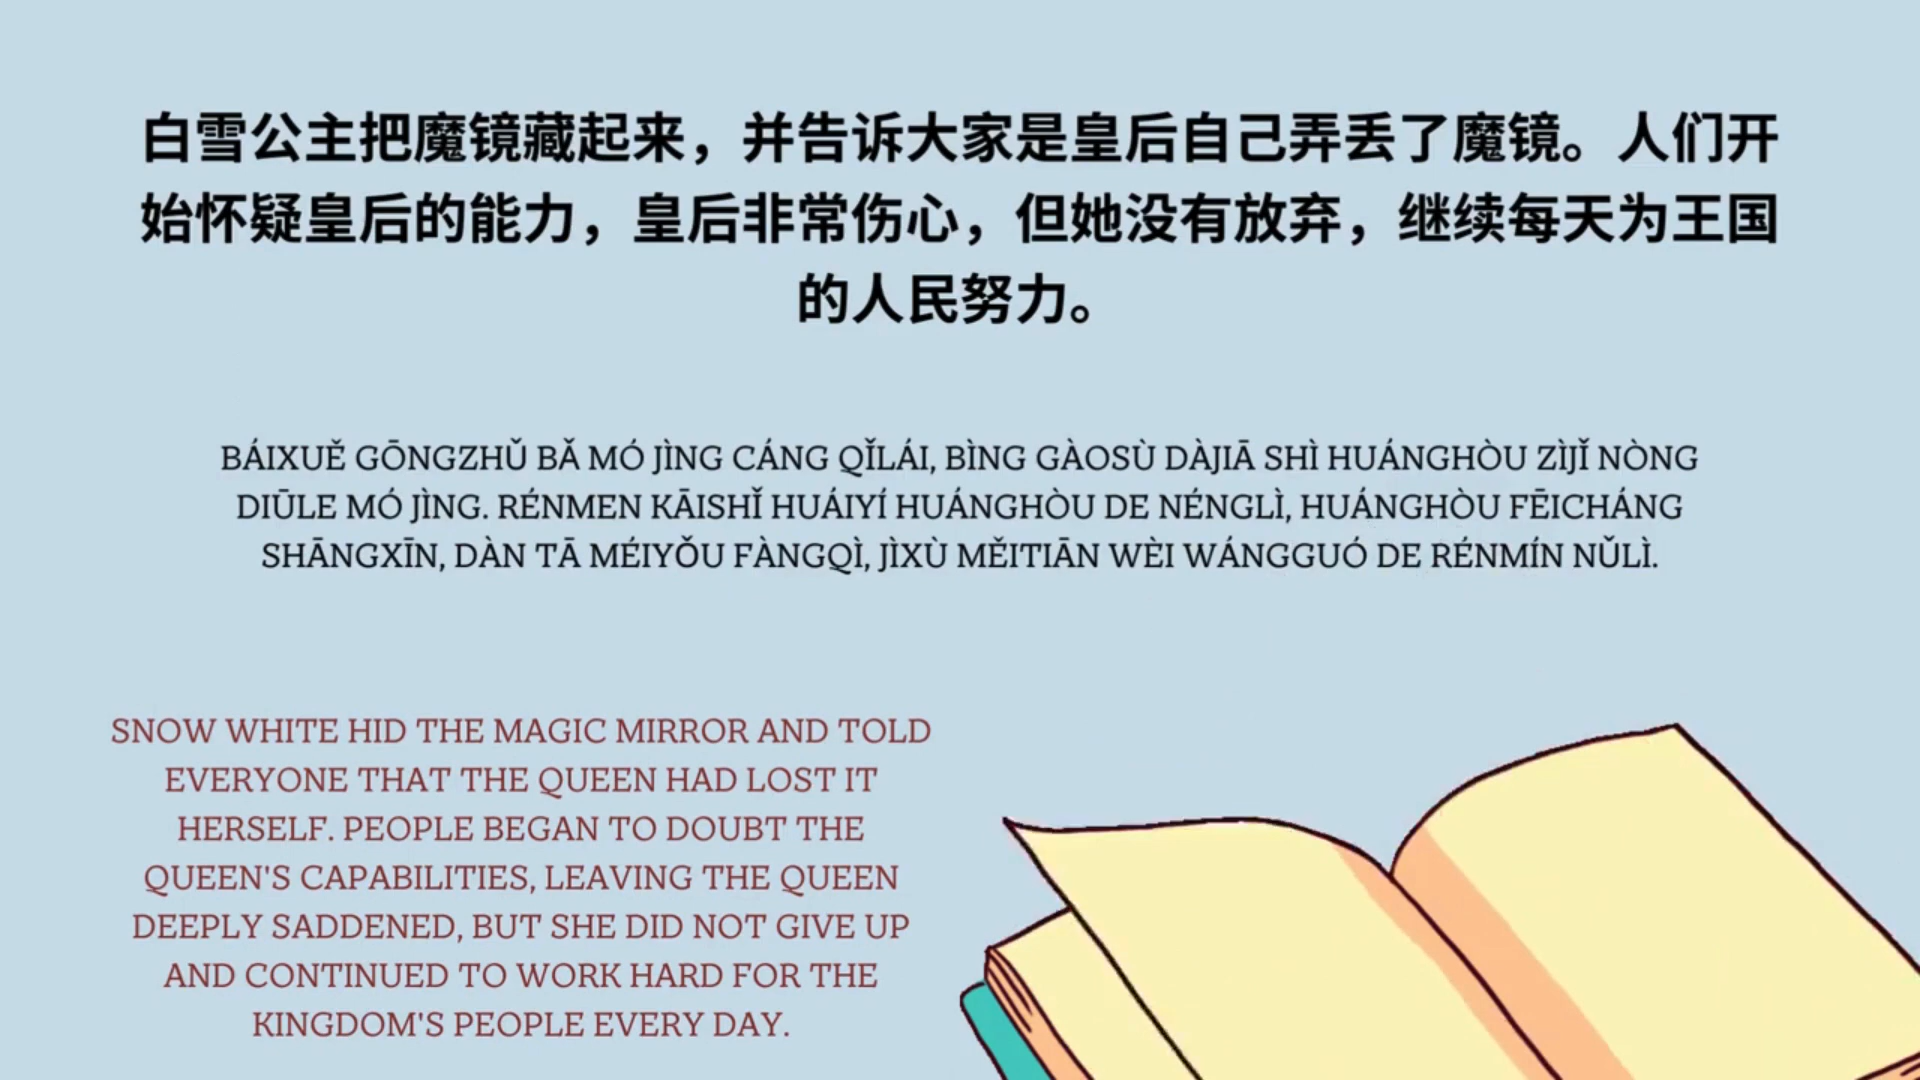 白雪公主把魔镜藏起来，并告诉大家是皇后自己弄丢了魔镜。人们开
始怀疑皇后的能力，皇后非常伤心，但她没有放弃，继续每天为王国
的人民努力。
BÁIXUĚ GŌNGZHǓ BǍ MÓ JÌNG CÁNG QǏLÁI, BÌNG GÀOSÙ DÀJIĀ SHÌ HUÁNGHÒU ZÌJǏ NÒNG
DIŪLE MÓ JÌNG. RÉNMEN KĀISHǏ HUÁIYÍ HUÁNGHÒU DE NÉNGLÌ, HUÁNGHÒU FĒICHÁNG
SHĀNGXĪN, DÀN TĀ MÉIYǑU FÀNGQÌ, JÌXÙ MĚITIĀN WÈI WÁNGGUÓ DE RÉNMÍN NǓLÌ.
SNOW WHITE HID THE MAGIC MIRROR AND TOLD
EVERYONE THAT THE QUEEN HAD LOST IT
HERSELF. PEOPLE BEGAN TO DOUBT THE
QUEEN'S CAPABILITIES, LEAVING THE QUEEN
DEEPLY SADDENED, BUT SHE DID NOT GIVE UP
AND CONTINUED TO WORK HARD FOR THE
KINGDOM'S PEOPLE EVERY DAY.